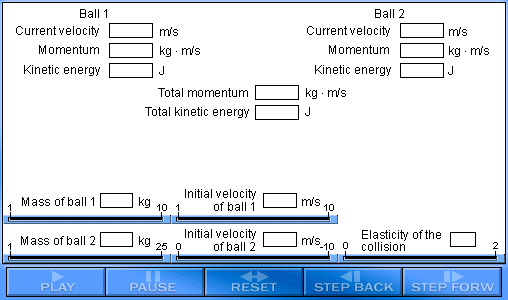 Ball 1 Ball 2
Current velocity m/s Current velocity m/s
Momentum kg · m/s Momentum kg · m/s
Kinetic energy J Kinetic energy J
Total momentum kg · m/s
Total kinetic energy J
Mass of ball 1 kg Initial velocity of ball 1 m/s
1 10 1 10
Mass of ball 2 kg Initial velocity of ball 2 m/s Elasticity of the collision
1 25 0 -10 0 2
PLAY PAUSE RESET STEP BACK STEP FORW